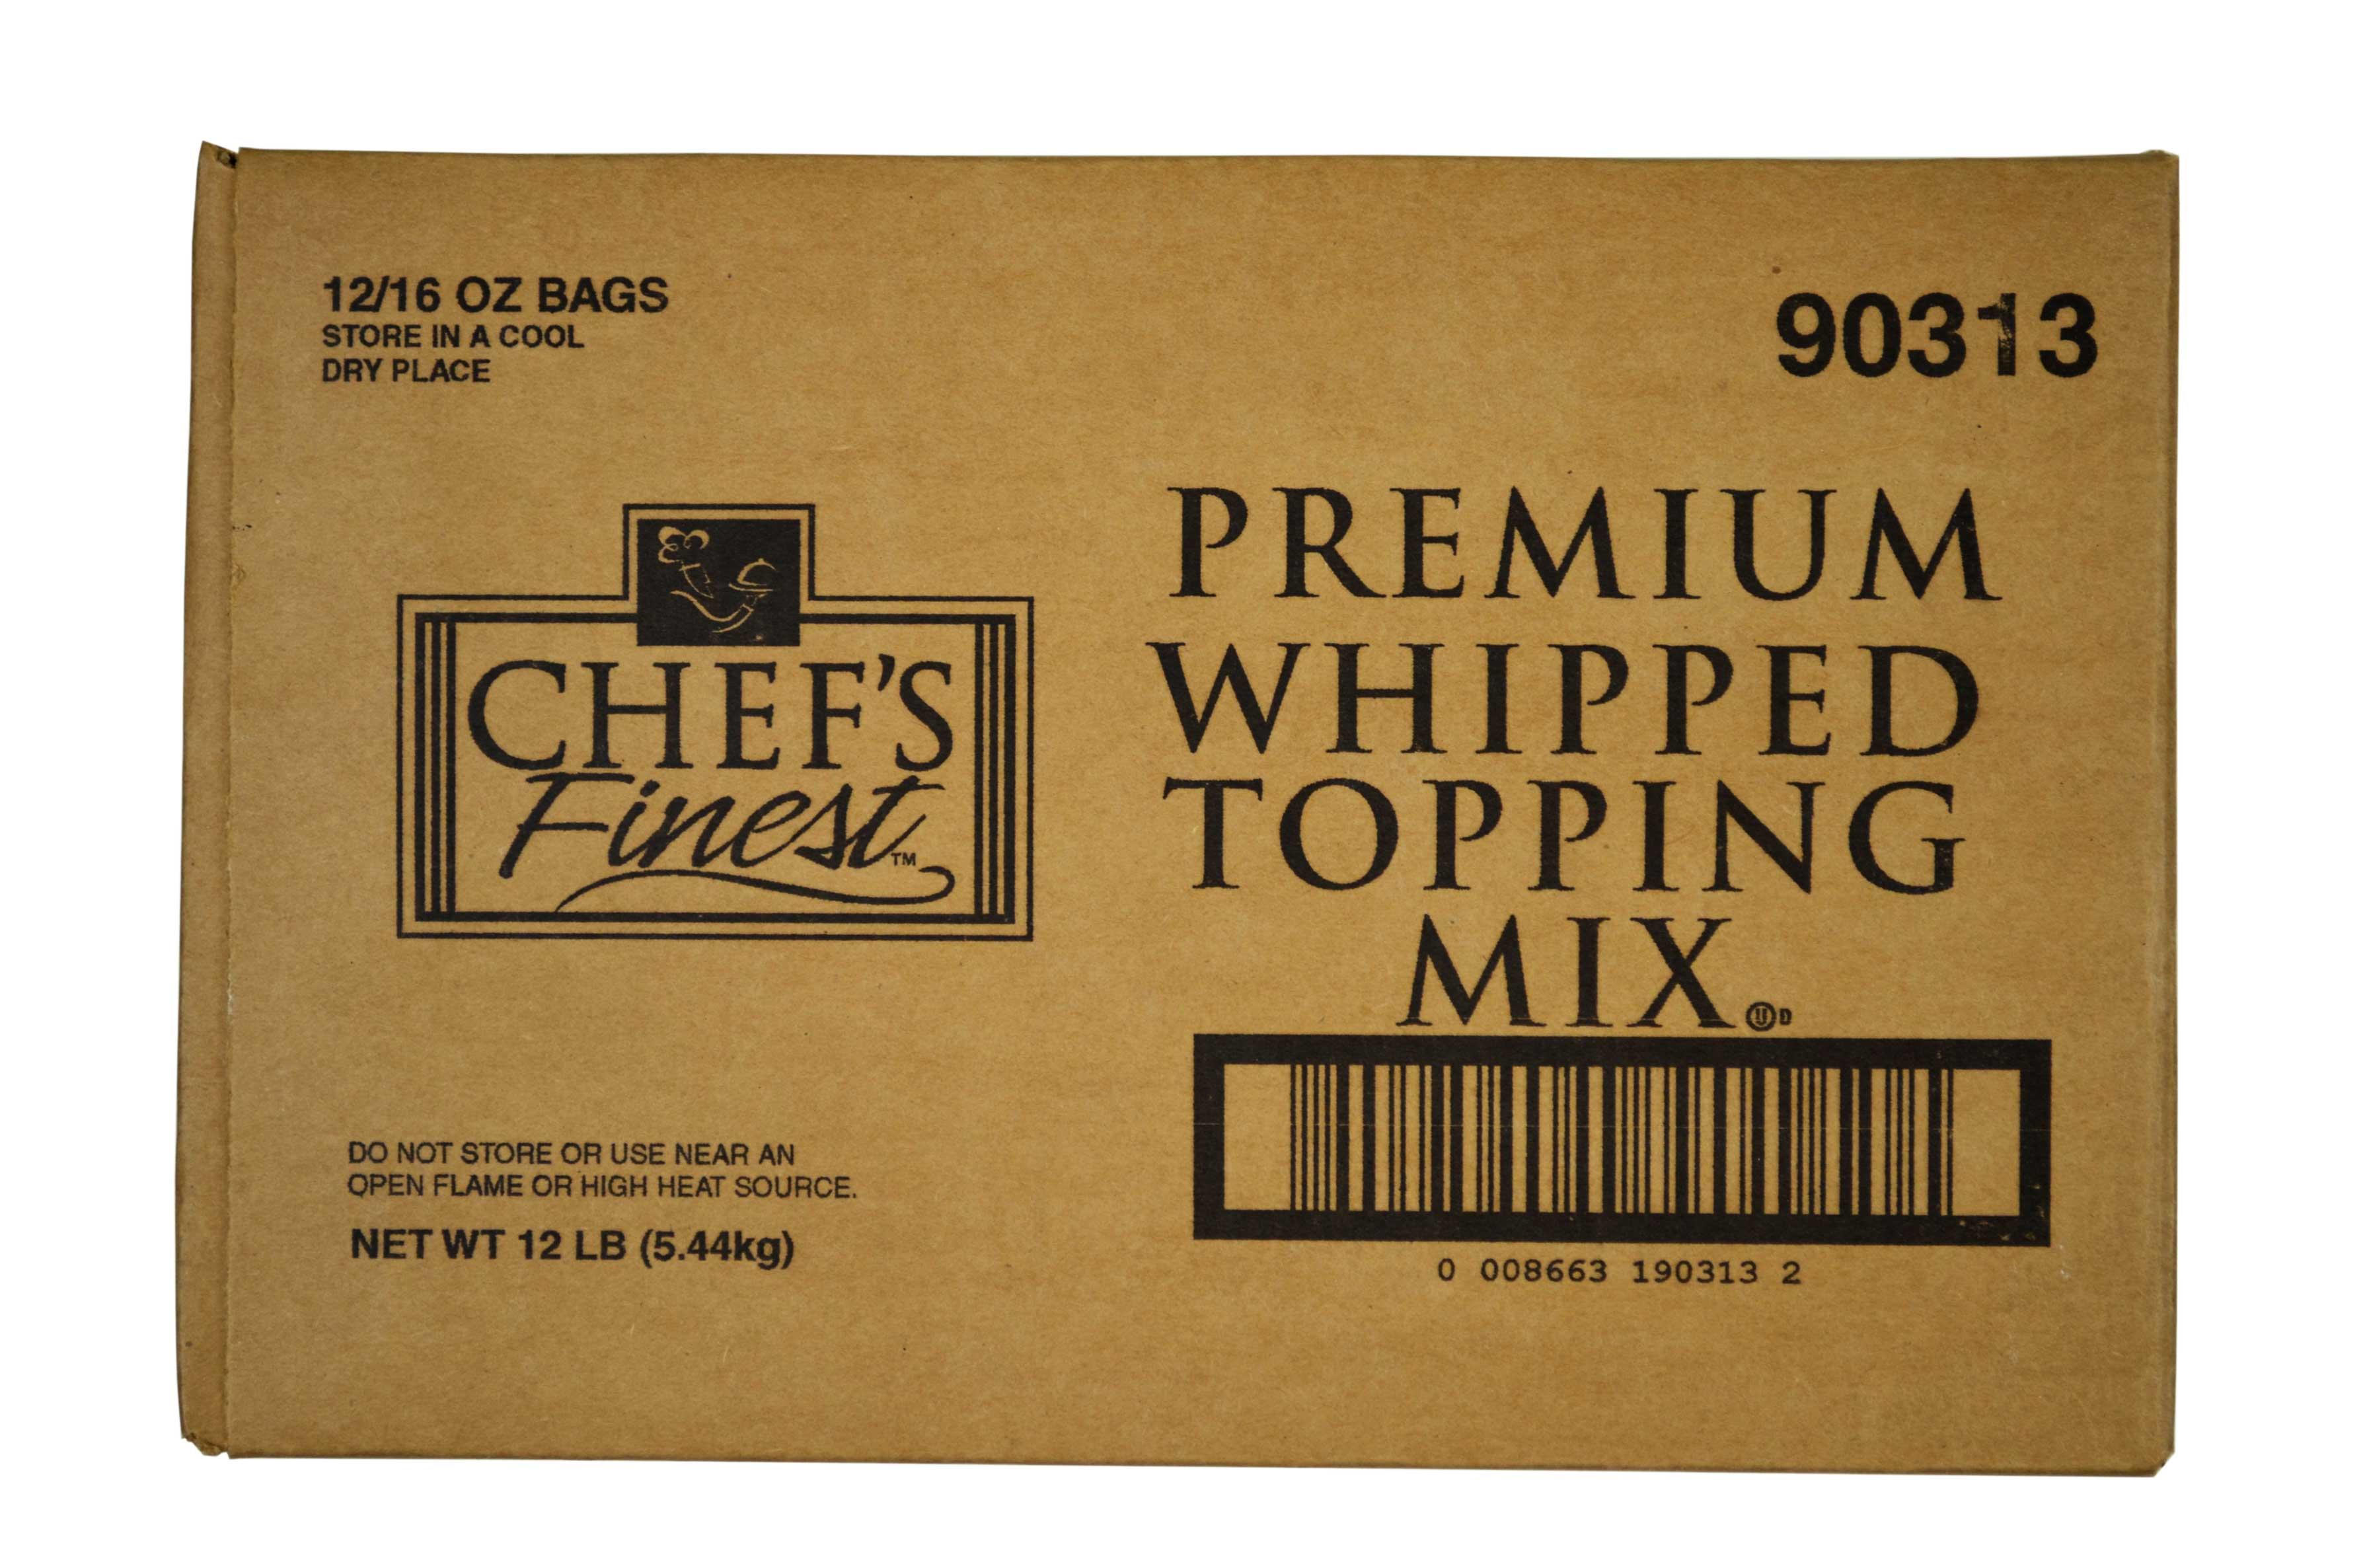 12/16 OZ BAGS
STORE IN A COOL
DRY PLACE
90313
CHEF'S
Finest™
PREMIUM
WHIPPED
TOPPING
MIX
Ⓤ D
DO NOT STORE OR USE NEAR AN
OPEN FLAME OR HIGH HEAT SOURCE.
NET WT 12 LB (5.44kg)
0 008663 190313 2